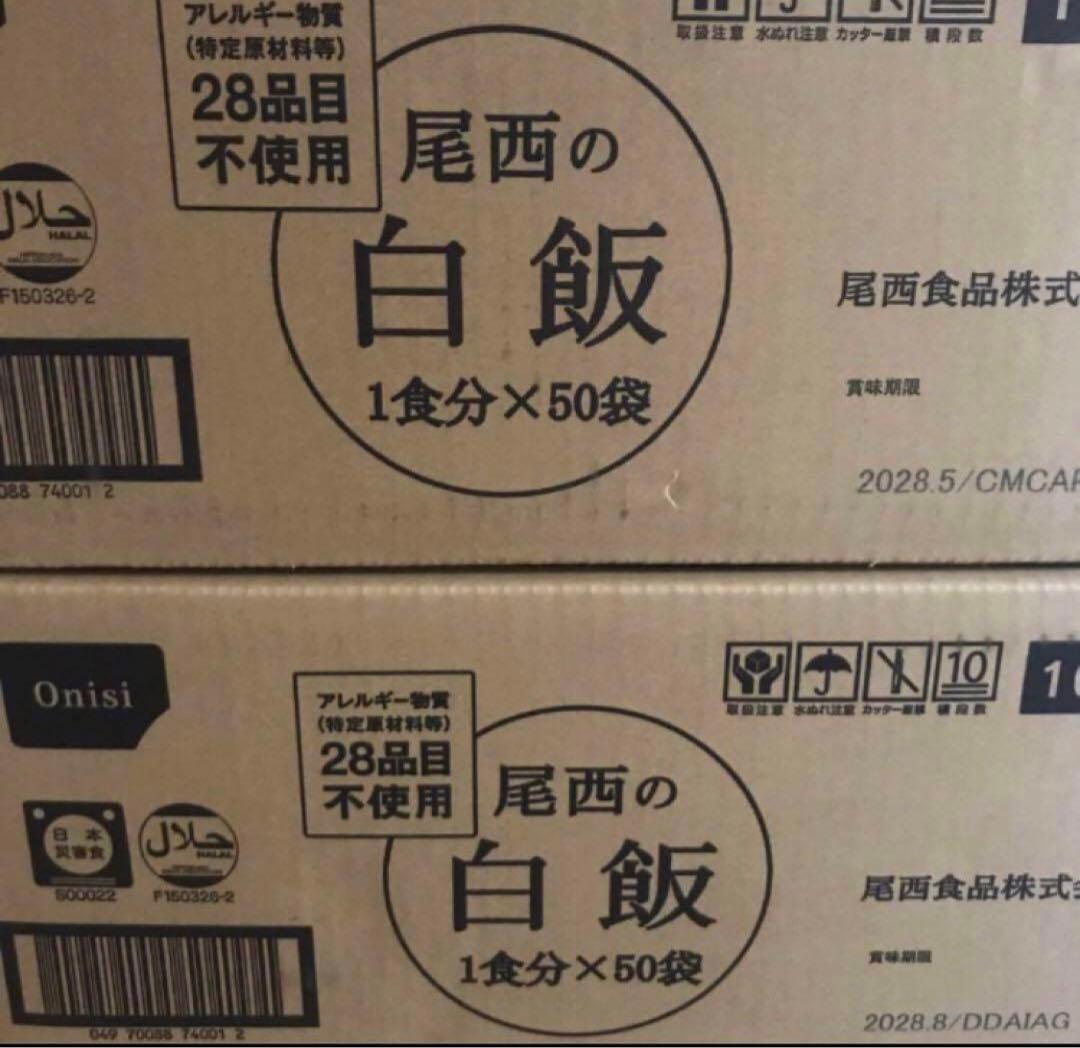 アレルギー物質
(特定原材料等)
28品目
不使用
取扱注意 水ぬれ注意 カッター厳禁 積段数
尾西の
白飯
1食分×50袋
حلال
HALAL
F150326-2
尾西食品株式
賞味期限
088 74001 2
2028.5/CMCA
Onisi
アレルギー物質
(特定原材料等)
28品目
不使用
10
取扱注意 水ぬれ注意 カッター厳禁 積段数
10
尾西の
白飯
1食分×50袋
日本
災害食
S00022
حلال
HALAL
F150326-2
尾西食品株式
賞味期限
049 70088 74001 2
2028.8/DDAIAG